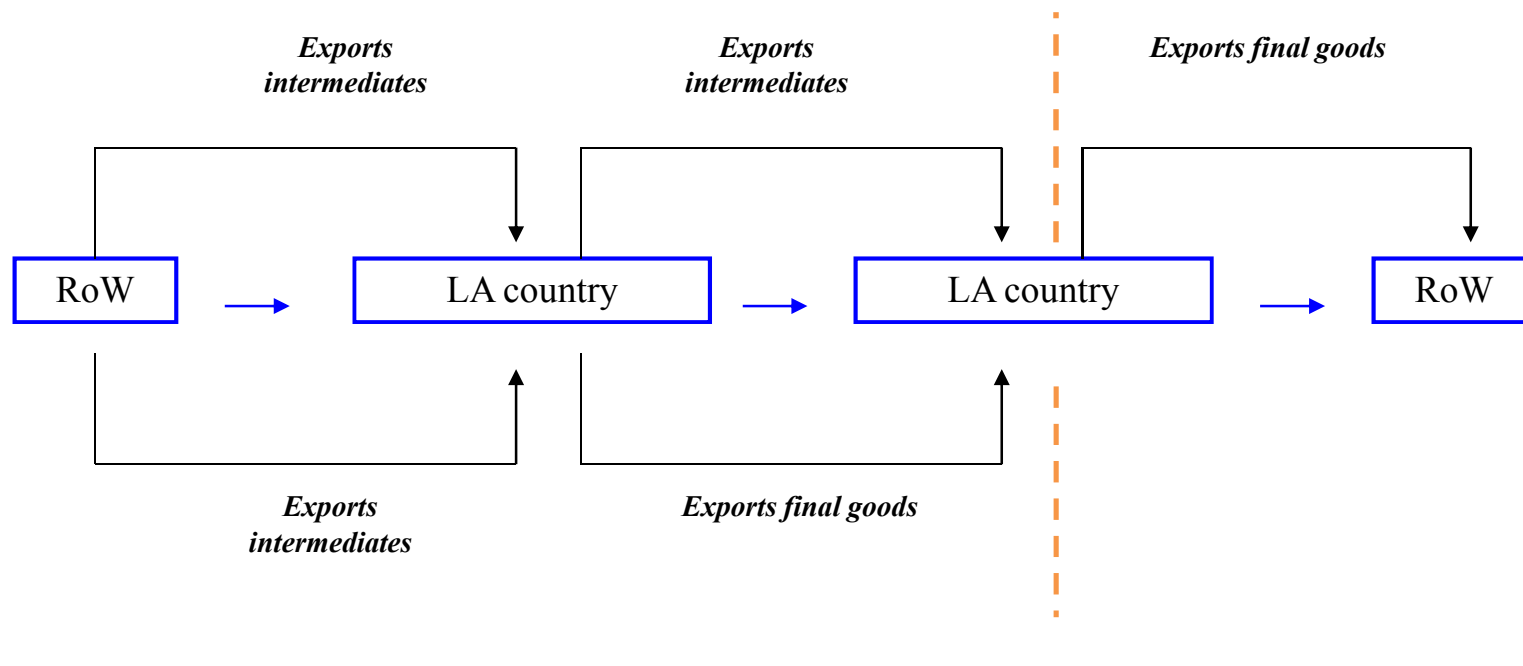 Exports
intermediates
Exports
intermediates
Exports final goods
RoW
LA country
LA country
RoW
Exports
intermediates
Exports final goods